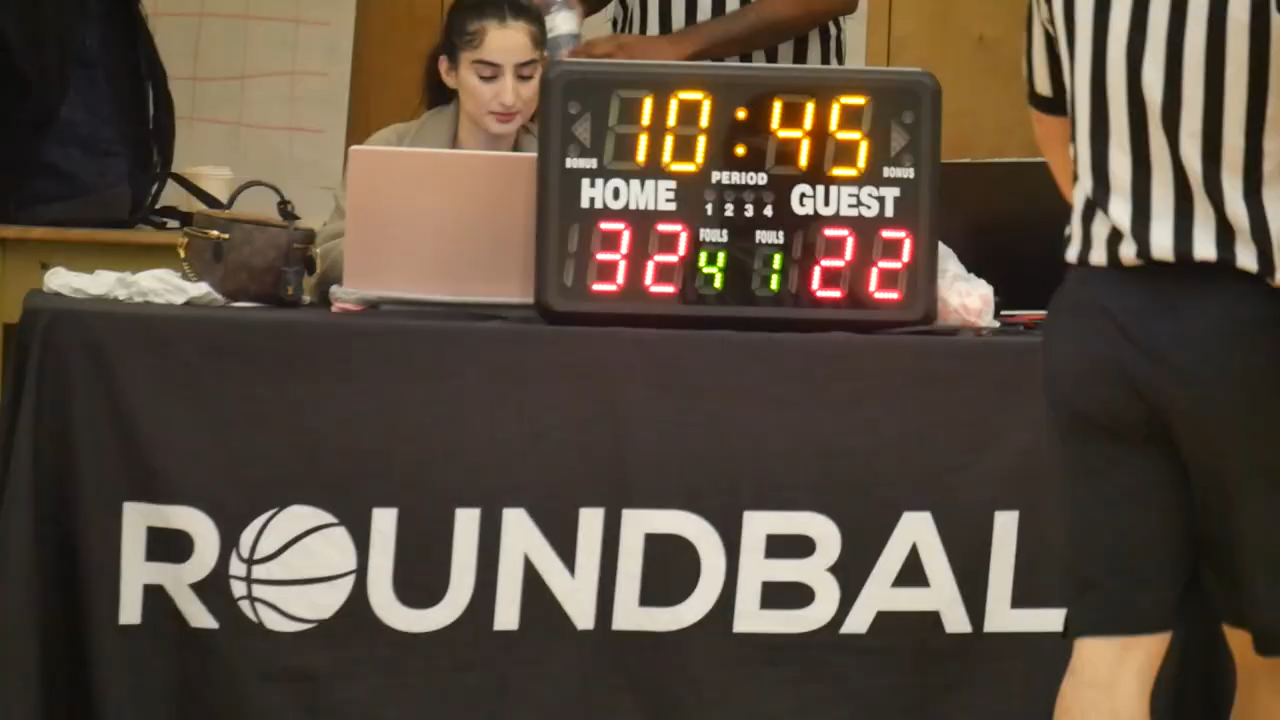 10:45
BONUS PERIOD BONUS
HOME 1 2 3 4 GUEST
FOULS FOULS
32 4 1 22
ROUNDBAL